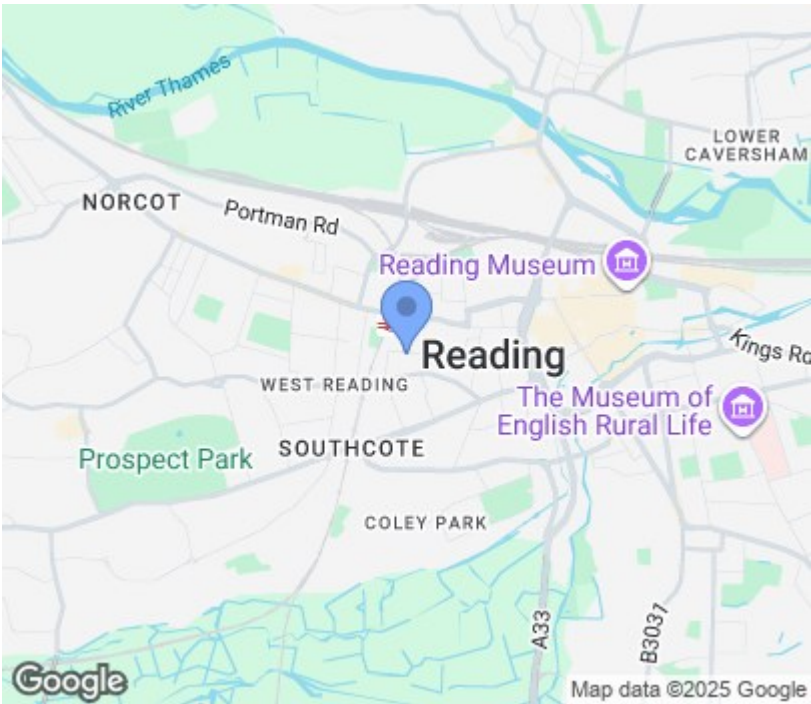 River Thames
LOWER
CAVERSHAM
NORCOT
Portman Rd
Reading Museum
Kings Rd
Reading
WEST READING
The Museum of
English Rural Life
SOUTHCOTE
Prospect Park
COLEY PARK
A33
B3031
Google
Map data ©2025 Google